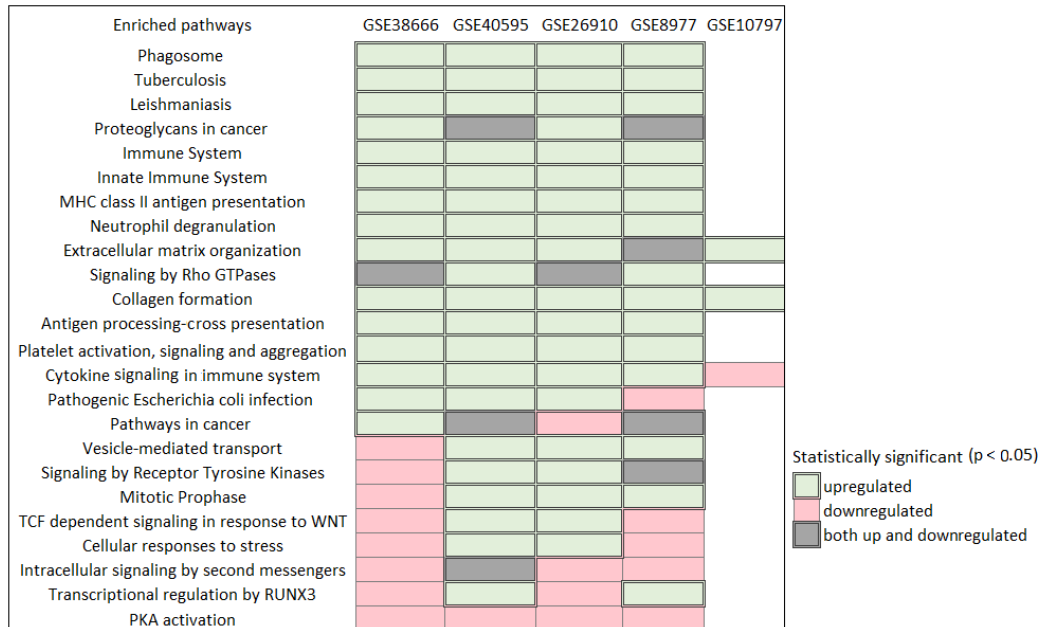 Enriched pathways GSE38666 GSE40595 GSE26910 GSE8977 GSE10797
Phagosome
Tuberculosis
Leishmaniasis
Proteoglycans in cancer
Immune System
Innate Immune System
MHC class II antigen presentation
Neutrophil degranulation
Extracellular matrix organization
Signaling by Rho GTPases
Collagen formation
Antigen processing-cross presentation
Platelet activation, signaling and aggregation
Cytokine signaling in immune system
Pathogenic Escherichia coli infection
Pathways in cancer
Vesicle-mediated transport
Signaling by Receptor Tyrosine Kinases
Mitotic Prophase
TCF dependent signaling in response to WNT
Cellular responses to stress
Intracellular signaling by second messengers
Transcriptional regulation by RUNX3
PKA activation
Statistically significant (p < 0.05)
upregulated
downregulated
both up and downregulated